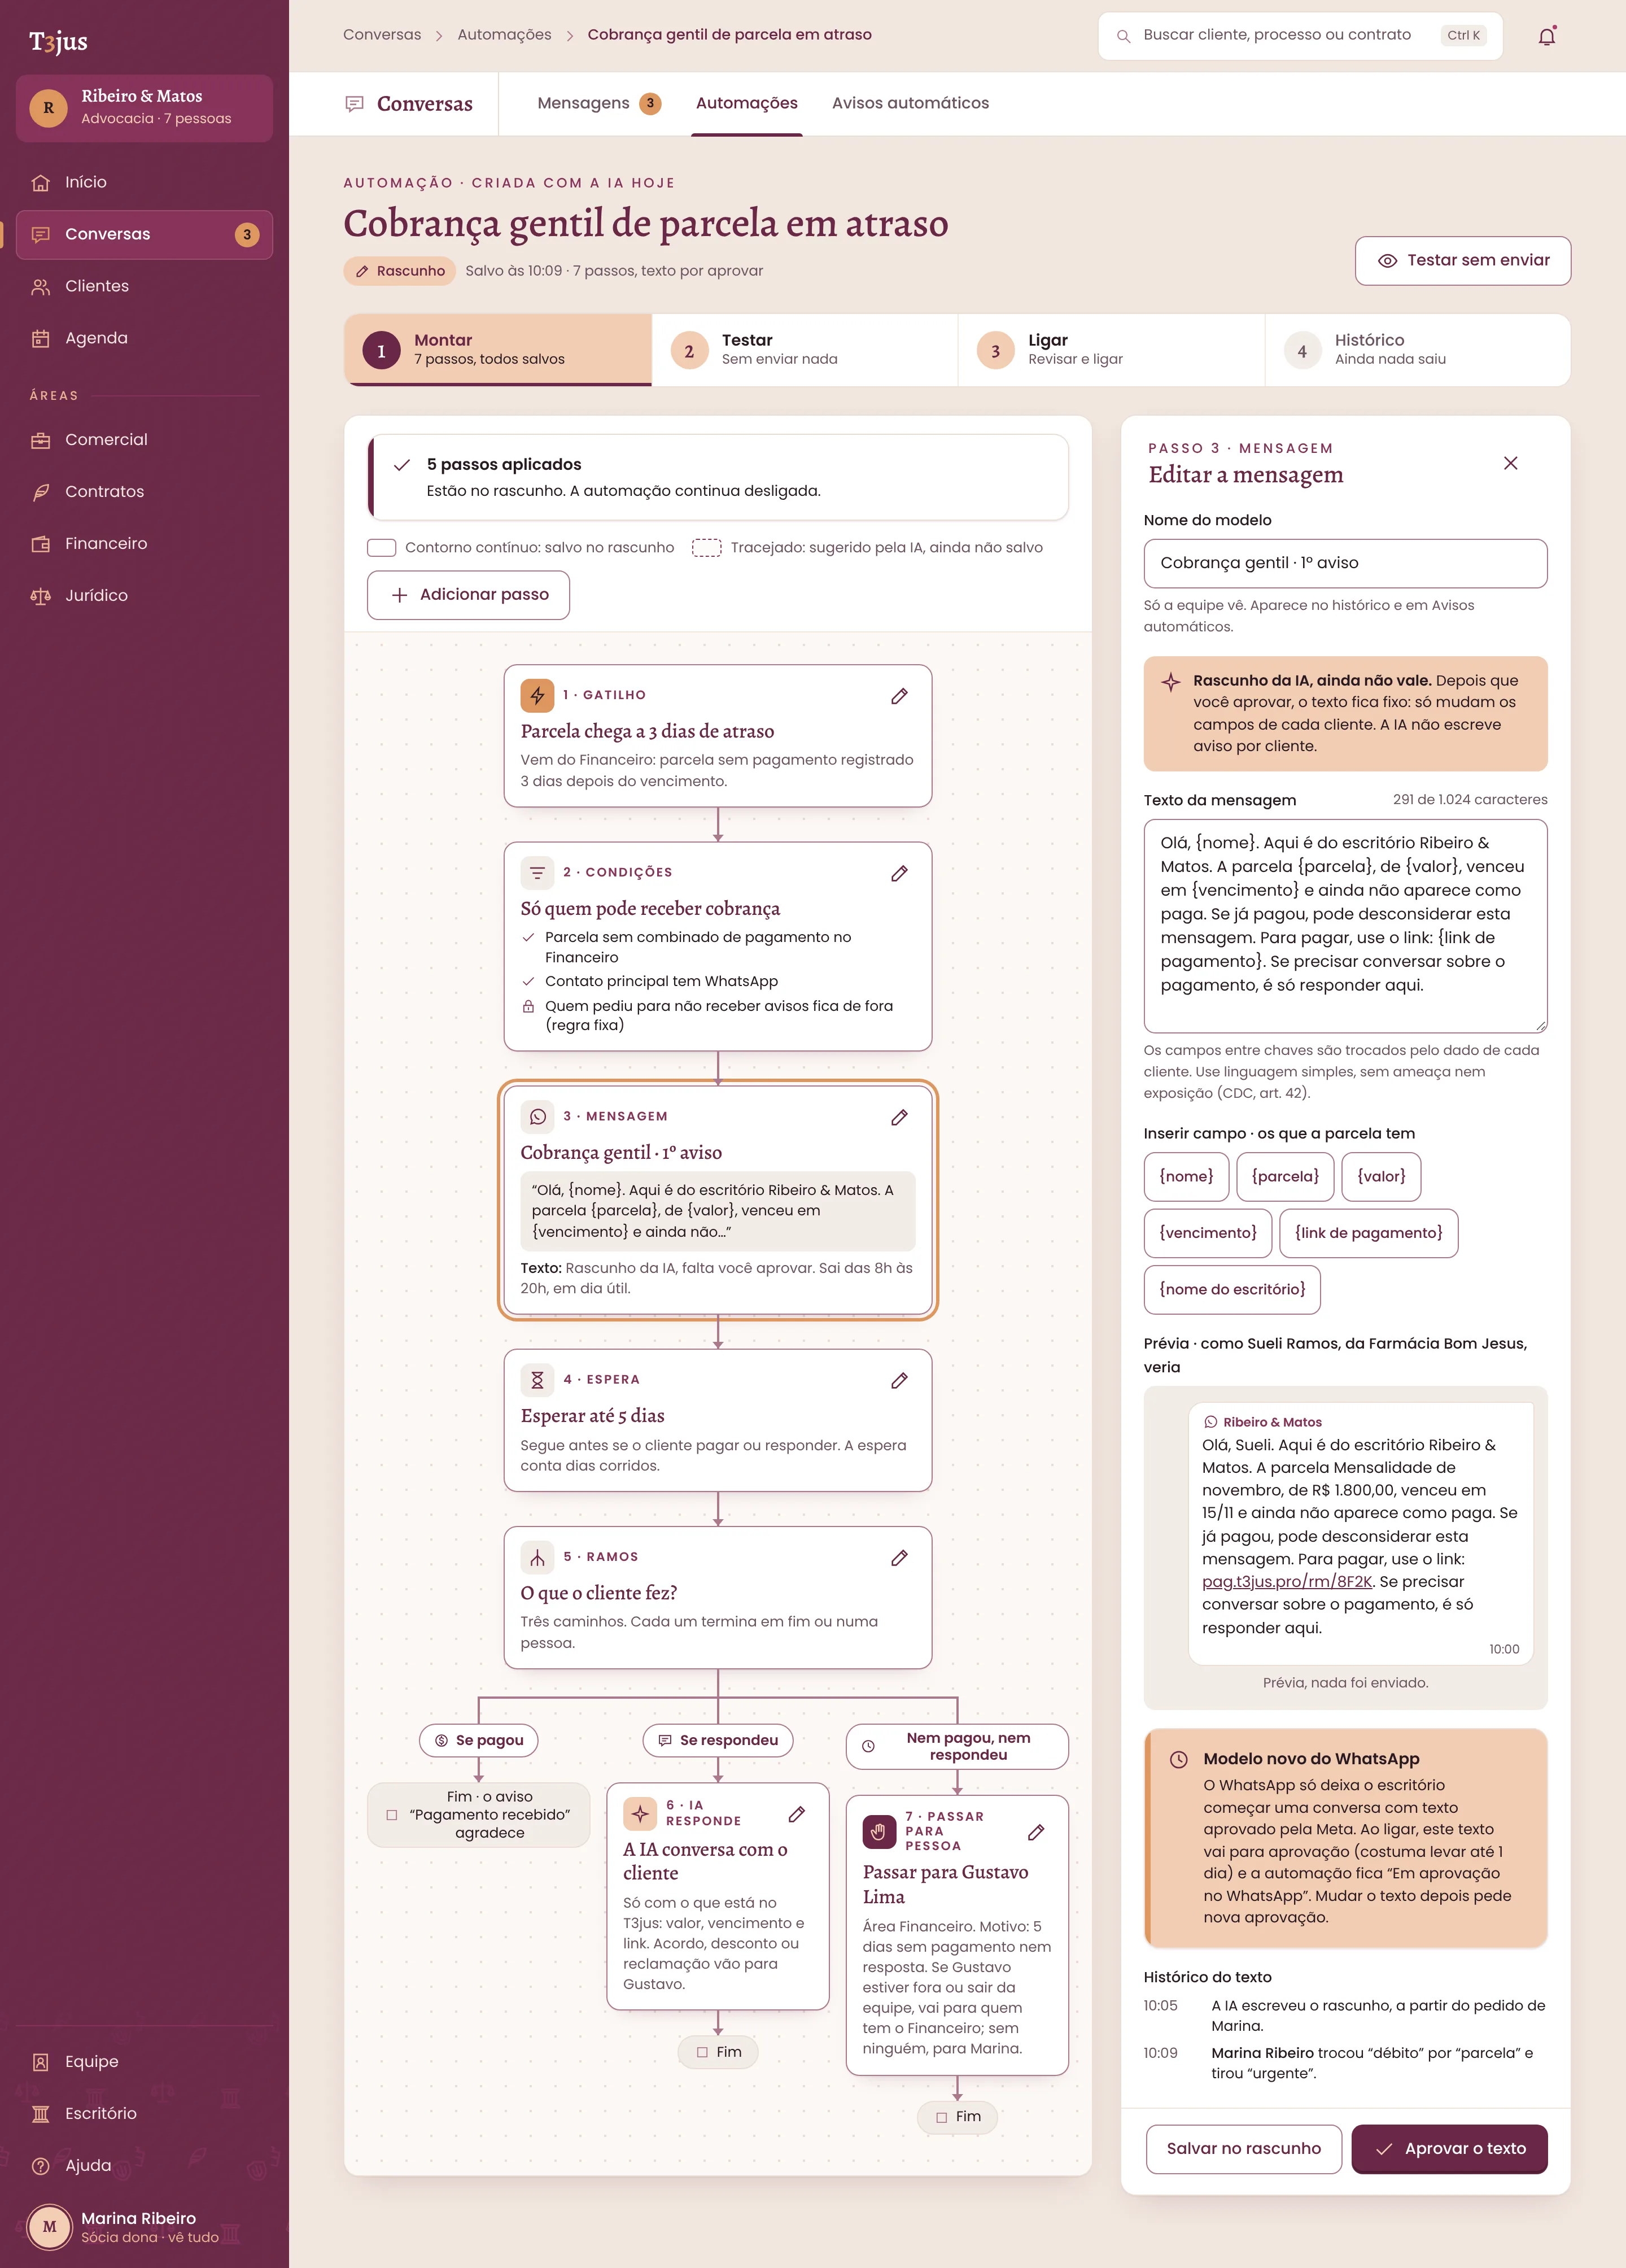 T3jus
R
Ribeiro & Matos
Advocacia · 7 pessoas
Início
Conversas
3
Clientes
Agenda
ÁREAS
Comercial
Contratos
Financeiro
Jurídico
Equipe
Escritório
Ajuda
M
Marina Ribeiro
Sócia dona · vê tudo
Conversas
Automações
Cobrança gentil de parcela em atraso
Buscar cliente, processo ou contrato
Ctrl K
Conversas
Mensagens 3
Automações
Avisos automáticos
AUTOMAÇÃO · CRIADA COM A IA HOJE
Cobrança gentil de parcela em atraso
Rascunho
Salvo às 10:09 · 7 passos, texto por aprovar
Testar sem enviar
1
Montar
7 passos, todos salvos
2
Testar
Sem enviar nada
3
Ligar
Revisar e ligar
4
Histórico
Ainda nada saiu
5 passos aplicados
Estão no rascunho. A automação continua desligada.
Contorno contínuo: salvo no rascunho
Tracejado: sugerido pela IA, ainda não salvo
Adicionar passo
1 · GATILHO
Parcela chega a 3 dias de atraso
Vem do Financeiro: parcela sem pagamento registrado
3 dias depois do vencimento.
2 · CONDIÇÕES
Só quem pode receber cobrança
Parcela sem combinado de pagamento no
Financeiro
Contato principal tem WhatsApp
Quem pediu para não receber avisos fica de fora
(regra fixa)
3 · MENSAGEM
Cobrança gentil · 1º aviso
“Olá, {nome}. Aqui é do escritório Ribeiro & Matos. A
parcela {parcela}, de {valor}, venceu em
{vencimento} e ainda não…”
Texto: Rascunho da IA, falta você aprovar. Sai das 8h às
20h, em dia útil.
4 · ESPERA
Esperar até 5 dias
Segue antes se o cliente pagar ou responder. A espera
conta dias corridos.
5 · RAMOS
O que o cliente fez?
Três caminhos. Cada um termina em fim ou numa
pessoa.
Se pagou
Fim · o aviso
“Pagamento recebido”
agradece
Se respondeu
6 · IA
RESPONDE
A IA conversa com o
cliente
Só com o que está no
T3jus: valor, vencimento e
link. Acordo, desconto ou
reclamação vão para
Gustavo.
Fim
Nem pagou, nem
respondeu
7 · PASSAR
PARA
PESSOA
Passar para Gustavo
Lima
Área Financeiro. Motivo: 5
dias sem pagamento nem
resposta. Se Gustavo
estiver fora ou sair da
equipe, vai para quem
tem o Financeiro; sem
ninguém, para Marina.
Fim
PASSO 3 · MENSAGEM
Editar a mensagem
Nome do modelo
Cobrança gentil · 1º aviso
Só a equipe vê. Aparece no histórico e em Avisos
automáticos.
Rascunho da IA, ainda não vale. Depois que
você aprovar, o texto fica fixo: só mudam os
campos de cada cliente. A IA não escreve
aviso por cliente.
Texto da mensagem
291 de 1.024 caracteres
Olá, {nome}. Aqui é do escritório Ribeiro &
Matos. A parcela {parcela}, de {valor}, venceu
em {vencimento} e ainda não aparece como
paga. Se já pagou, pode desconsiderar esta
mensagem. Para pagar, use o link: {link de
pagamento}. Se precisar conversar sobre o
pagamento, é só responder aqui.
Os campos entre chaves são trocados pelo dado de cada
cliente. Use linguagem simples, sem ameaça nem
exposição (CDC, art. 42).
Inserir campo · os que a parcela tem
{nome}
{parcela}
{valor}
{vencimento}
{link de pagamento}
{nome do escritório}
Prévia · como Sueli Ramos, da Farmácia Bom Jesus,
veria
Ribeiro & Matos
Olá, Sueli. Aqui é do escritório Ribeiro &
Matos. A parcela Mensalidade de
novembro, de R$ 1.800,00, venceu em
15/11 e ainda não aparece como paga. Se
já pagou, pode desconsiderar esta
mensagem. Para pagar, use o link:
pag.t3jus.pro/rm/8F2K. Se precisar
conversar sobre o pagamento, é só
responder aqui.
10:00
Prévia, nada foi enviado.
Modelo novo do WhatsApp
O WhatsApp só deixa o escritório
começar uma conversa com texto
aprovado pela Meta. Ao ligar, este texto
vai para aprovação (costuma levar até 1
dia) e a automação fica “Em aprovação
no WhatsApp”. Mudar o texto depois pede
nova aprovação.
Histórico do texto
10:05
A IA escreveu o rascunho, a partir do pedido de
Marina.
10:09
Marina Ribeiro trocou “débito” por “parcela” e
tirou “urgente”.
Salvar no rascunho
Aprovar o texto